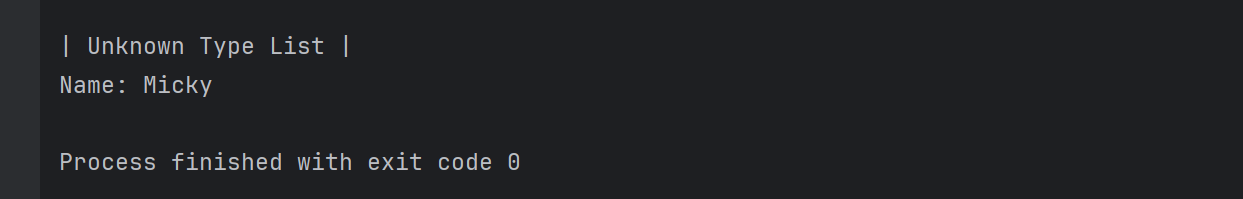 | Unknown Type List |
Name: Micky
Process finished with exit code 0